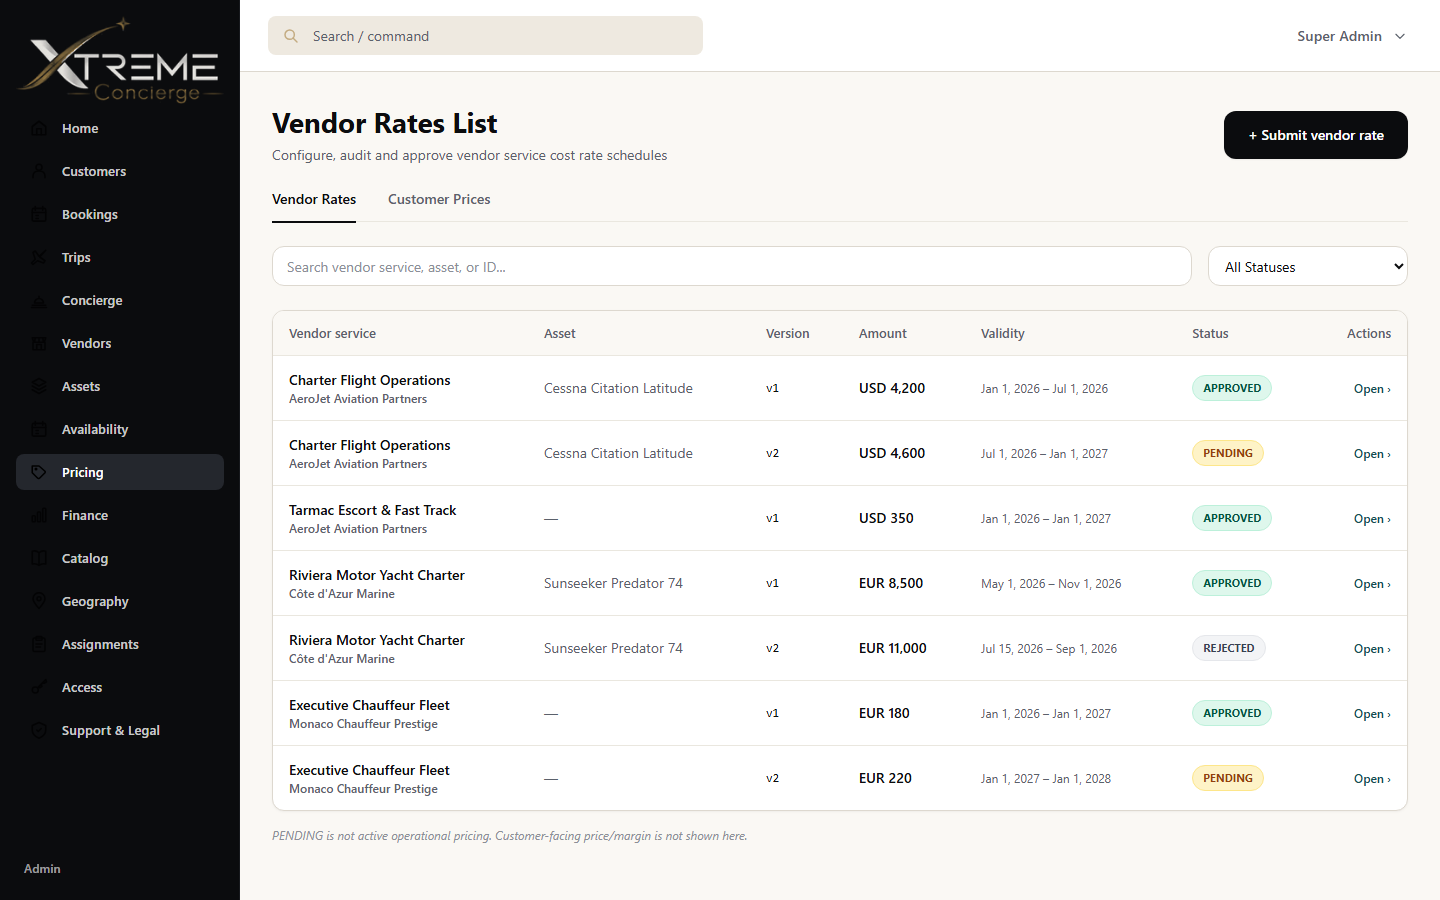 XTREME
Concierge
Home
Customers
Bookings
Trips
Concierge
Vendors
Assets
Availability
Pricing
Finance
Catalog
Geography
Assignments
Access
Support & Legal
Admin
Search / command
Super Admin
Vendor Rates List
Configure, audit and approve vendor service cost rate schedules
+ Submit vendor rate
Vendor Rates Customer Prices
Search vendor service, asset, or ID...
All Statuses
Vendor service Asset Version Amount Validity Status Actions
Charter Flight Operations
AeroJet Aviation Partners
Cessna Citation Latitude v1 USD 4,200 Jan 1, 2026 – Jul 1, 2026 APPROVED Open ›
Charter Flight Operations
AeroJet Aviation Partners
Cessna Citation Latitude v2 USD 4,600 Jul 1, 2026 – Jan 1, 2027 PENDING Open ›
Tarmac Escort & Fast Track
AeroJet Aviation Partners
— v1 USD 350 Jan 1, 2026 – Jan 1, 2027 APPROVED Open ›
Riviera Motor Yacht Charter
Côte d'Azur Marine
Sunseeker Predator 74 v1 EUR 8,500 May 1, 2026 – Nov 1, 2026 APPROVED Open ›
Riviera Motor Yacht Charter
Côte d'Azur Marine
Sunseeker Predator 74 v2 EUR 11,000 Jul 15, 2026 – Sep 1, 2026 REJECTED Open ›
Executive Chauffeur Fleet
Monaco Chauffeur Prestige
— v1 EUR 180 Jan 1, 2026 – Jan 1, 2027 APPROVED Open ›
Executive Chauffeur Fleet
Monaco Chauffeur Prestige
— v2 EUR 220 Jan 1, 2027 – Jan 1, 2028 PENDING Open ›
PENDING is not active operational pricing. Customer-facing price/margin is not shown here.